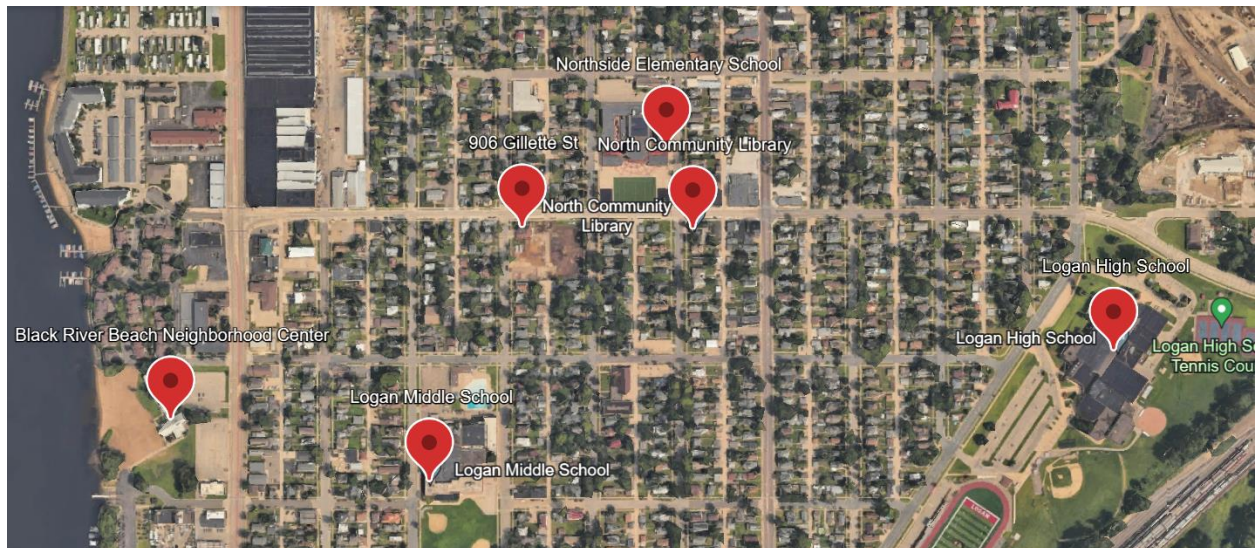 Northside Elementary School
906 Gillette St
North Community Library
North Community
Library
Logan High School
Logan High School
Logan High Sc
Tennis Cou
Black River Beach Neighborhood Center
Logan Middle School
Logan Middle School
LOGAN